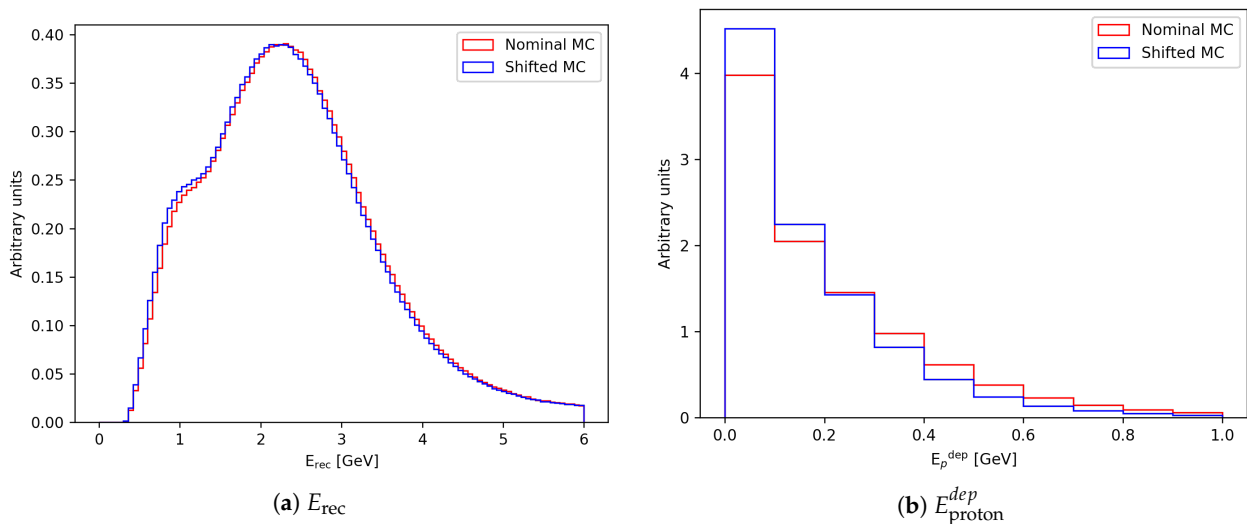 0.40
0.35
0.30
0.25
0.20
0.15
0.10
0.05
0.00
Arbitrary units
Nominal MC
Shifted MC
0 1 2 3 4 5 6
E_rec [GeV]
(a) E_rec
4
3
2
1
0
Arbitrary units
Nominal MC
Shifted MC
0.0 0.2 0.4 0.6 0.8 1.0
E_p^dep [GeV]
(b) E_proton^dep